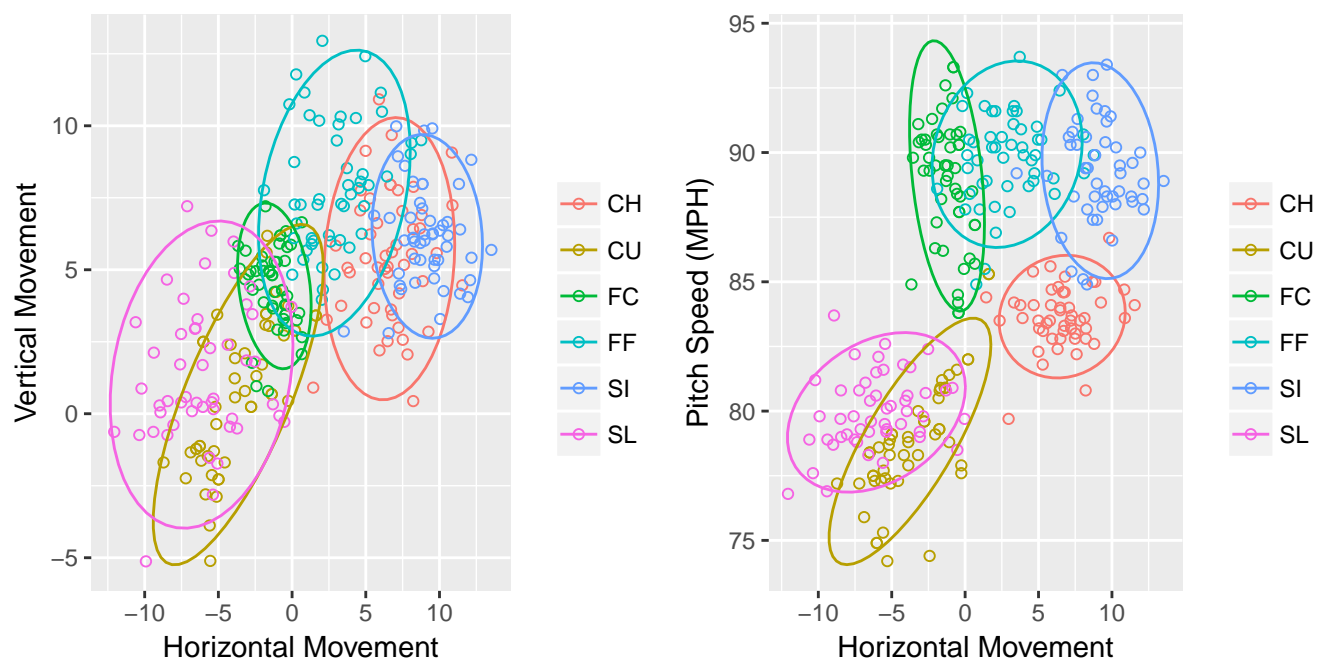 10
5
0
−5
Vertical Movement
−10 −5 0 5 10
Horizontal Movement
CH
CU
FC
FF
SI
SL
95
90
85
80
75
Pitch Speed (MPH)
−10 −5 0 5 10
Horizontal Movement
CH
CU
FC
FF
SI
SL